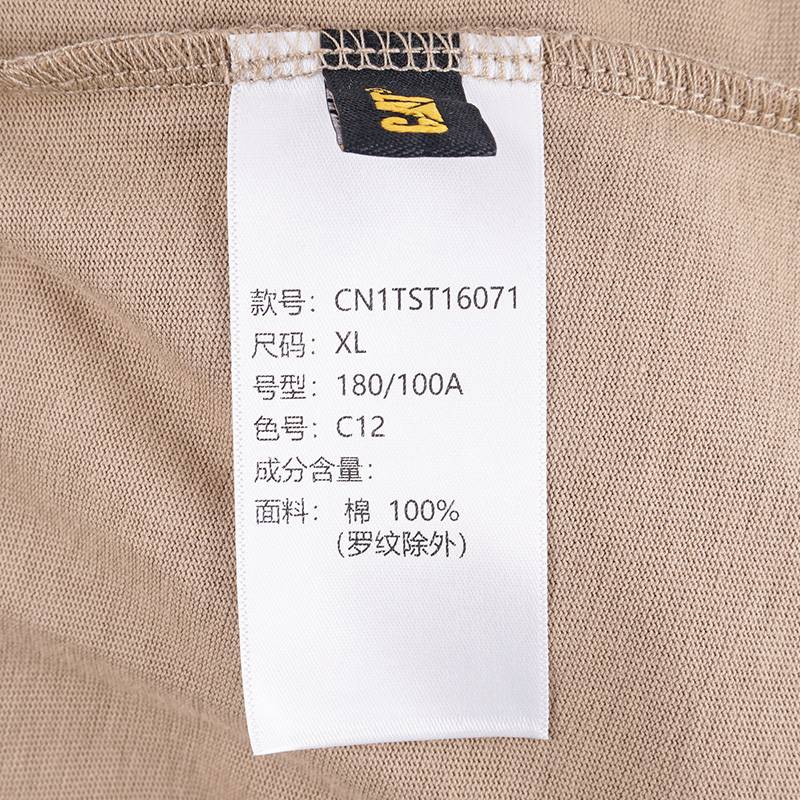 CAT
款号: CN1TST16071
尺码: XL
号型: 180/100A
色号: C12
成分含量:
面料: 棉 100%
(罗纹除外)